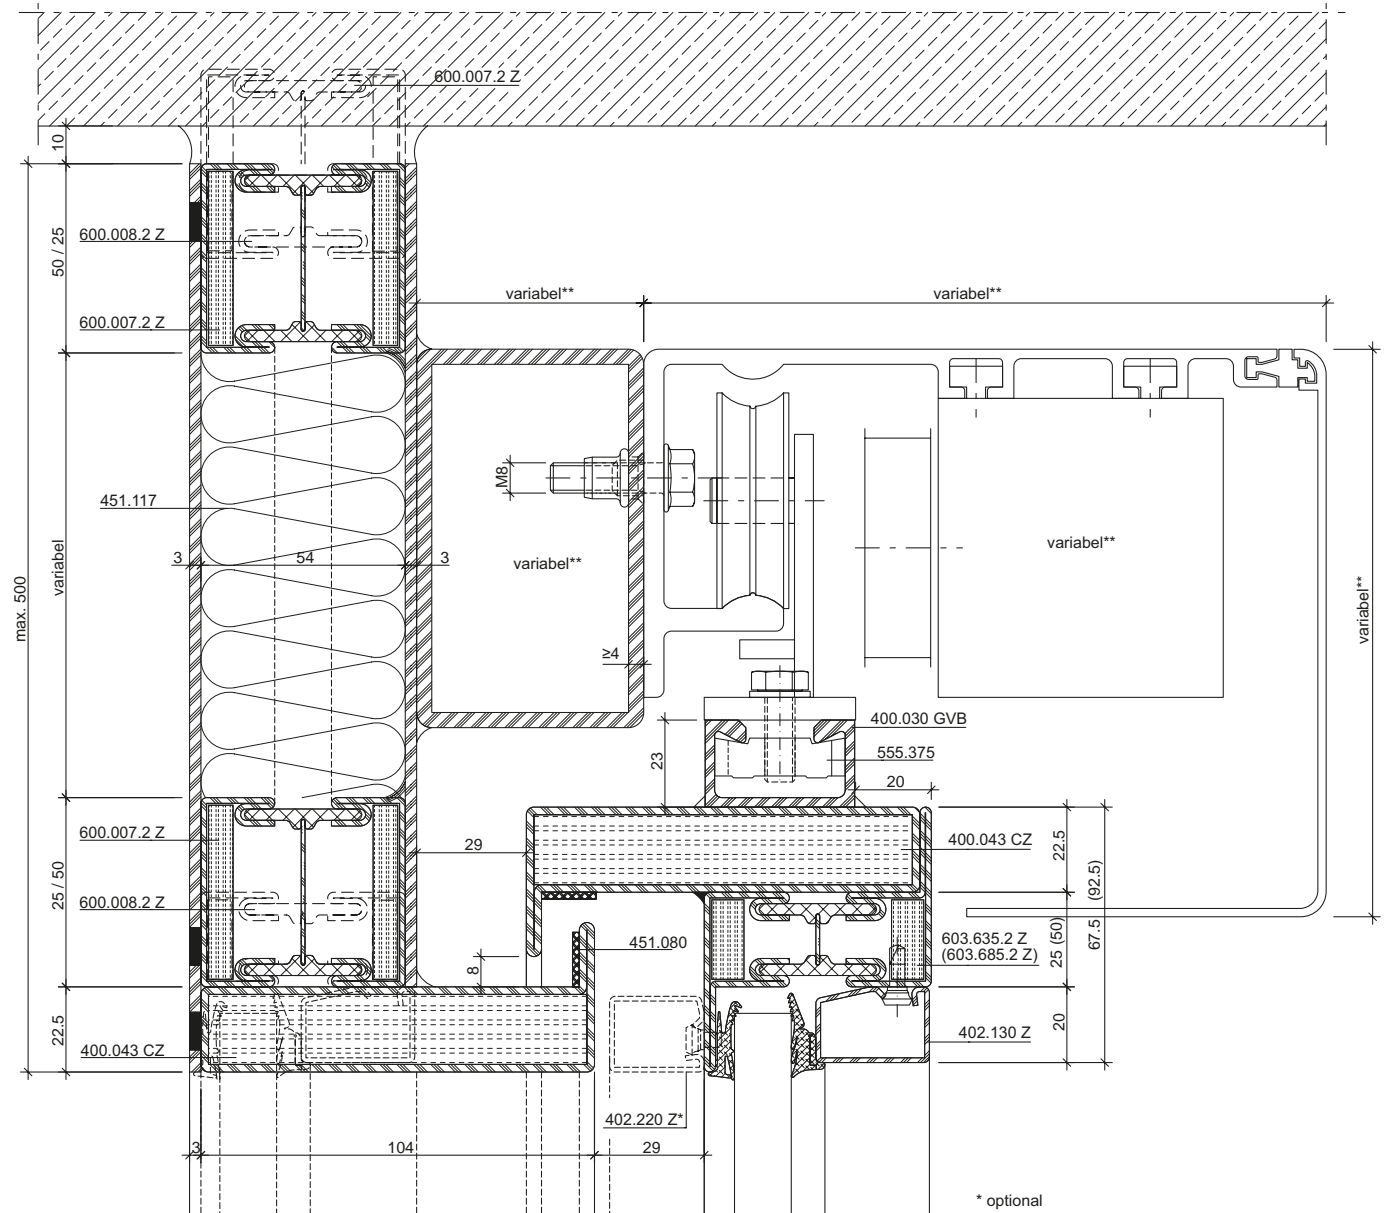 600.007.2 Z
10
600.008.2 Z
50 / 25
variabel**
variabel**
600.007.2 Z
M8
451.117
variabel**
3
54
3
variabel**
variabel
max. 500
variabel**
≥4
400.030 GVB
23
555.375
20
600.007.2 Z
29
400.043 CZ
22.5
(92.5)
25 / 50
600.008.2 Z
451.080
603.635.2 Z
(603.685.2 Z)
25 (50)
67.5
8
22.5
400.043 CZ
402.130 Z
20
402.220 Z*
3
104
29
* optional